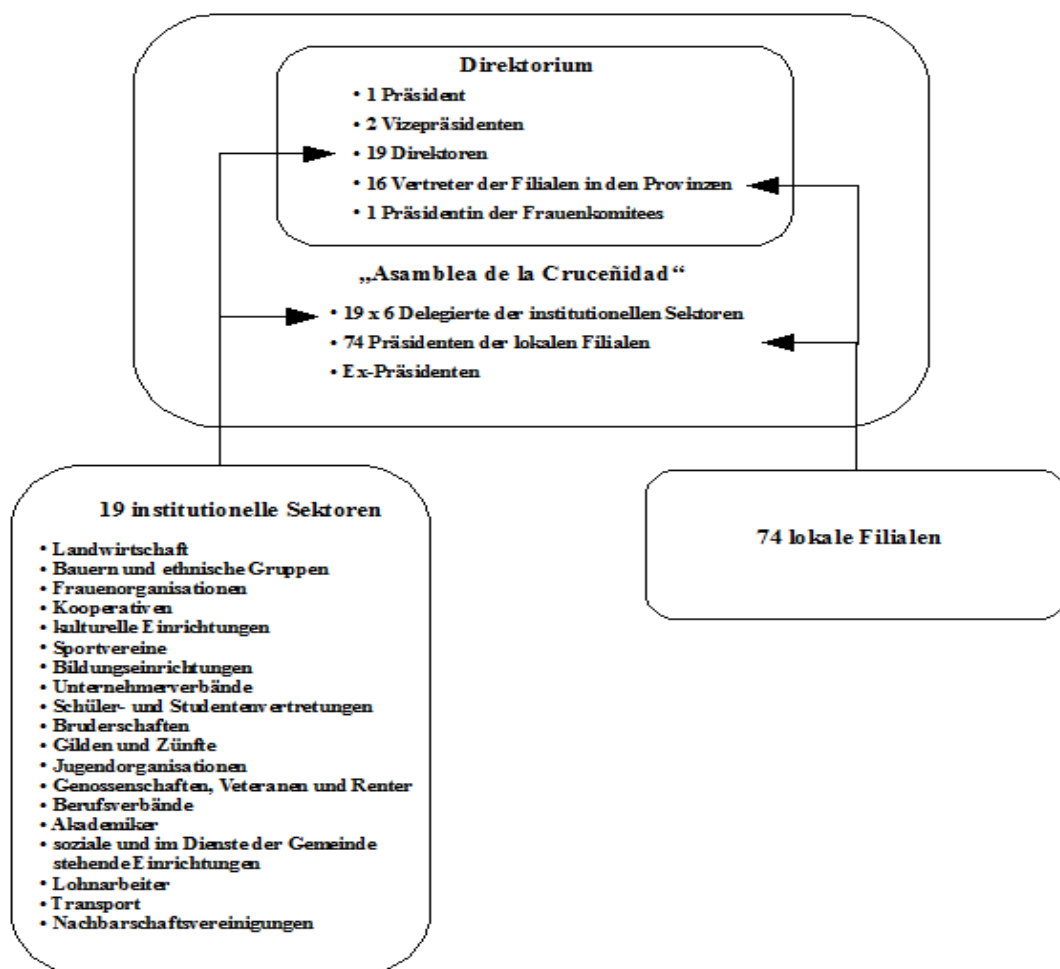 Direktorium
• 1 Präsident
• 2 Vizepräsidenten
• 19 Direktoren
• 16 Vertreter der Filialen in den Provinzen
• 1 Präsidentin der Frauenkomitees
„Asamblea de la Cruceñidad“
• 19 x 6 Delegierte der institutionellen Sektoren
• 74 Präsidenten der lokalen Filialen
• Ex-Präsidenten
19 institutionelle Sektoren
• Landwirtschaft
• Bauern und ethnische Gruppen
• Frauenorganisationen
• Kooperativen
• kulturelle Einrichtungen
• Sportvereine
• Bildungseinrichtungen
• Unternehmerverbände
• Schüler- und Studentenvertretungen
• Bruderschaften
• Gilden und Zünfte
• Jugendorganisationen
• Genossenschaften, Veteranen und Renter
• Berufsverbände
• Akademiker
• soziale und im Dienste der Gemeinde
stehende Einrichtungen
• Lohnarbeiter
• Transport
• Nachbarschaftsvereinigungen
74 lokale Filialen